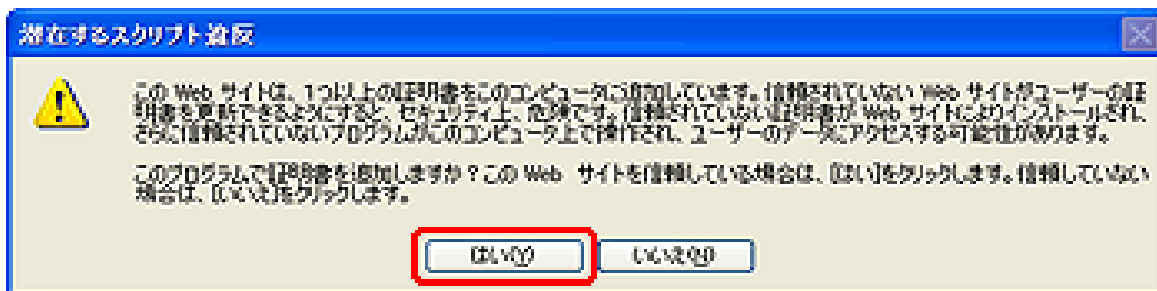 潜在するスクリプト違反
この Web サイトは、1つ以上の証明書をこのコンピュータに追加しています。信頼されていない Web サイトがユーザーの証
明書を更新できるようにすると、セキュリティ上、危険です。信頼されていない証明書が Web サイトによりインストールされ、
さらに信頼されていないプログラムがこのコンピュータ上で操作され、ユーザーのデータにアクセスする可能性があります。
このプログラムで証明書を追加しますか？この Web サイトを信頼している場合は、[はい]をクリックします。信頼していない
場合は、[いいえ]をクリックします。
はい(Y)
いいえ(N)